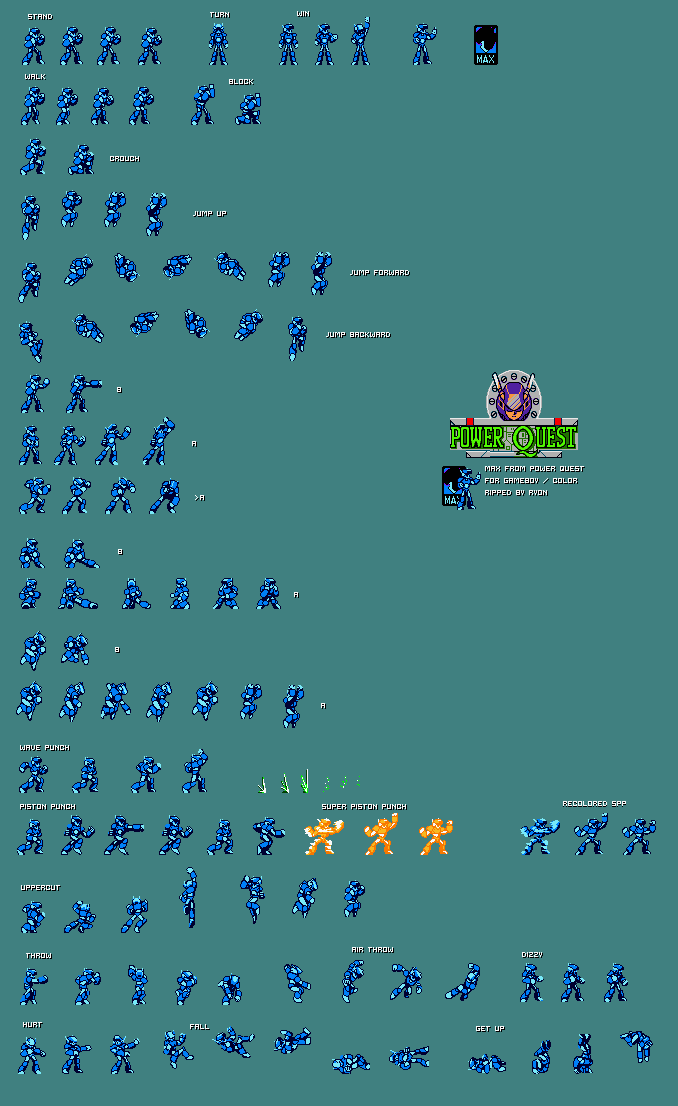 STAND
TURN
WIN
MAX
WALK
BLOCK
CROUCH
JUMP UP
JUMP FORWARD
JUMP BACKWARD
B
A
POWER QUEST
>A
MAX
MAX FROM POWER QUEST
FOR GAMEBOY / COLOR
RIPPED BY RYON
B
A
B
A
WAVE PUNCH
PISTON PUNCH
SUPER PISTON PUNCH
RECOLORED SPP
UPPERCUT
THROW
AIR THROW
DIZZY
HURT
FALL
GET UP